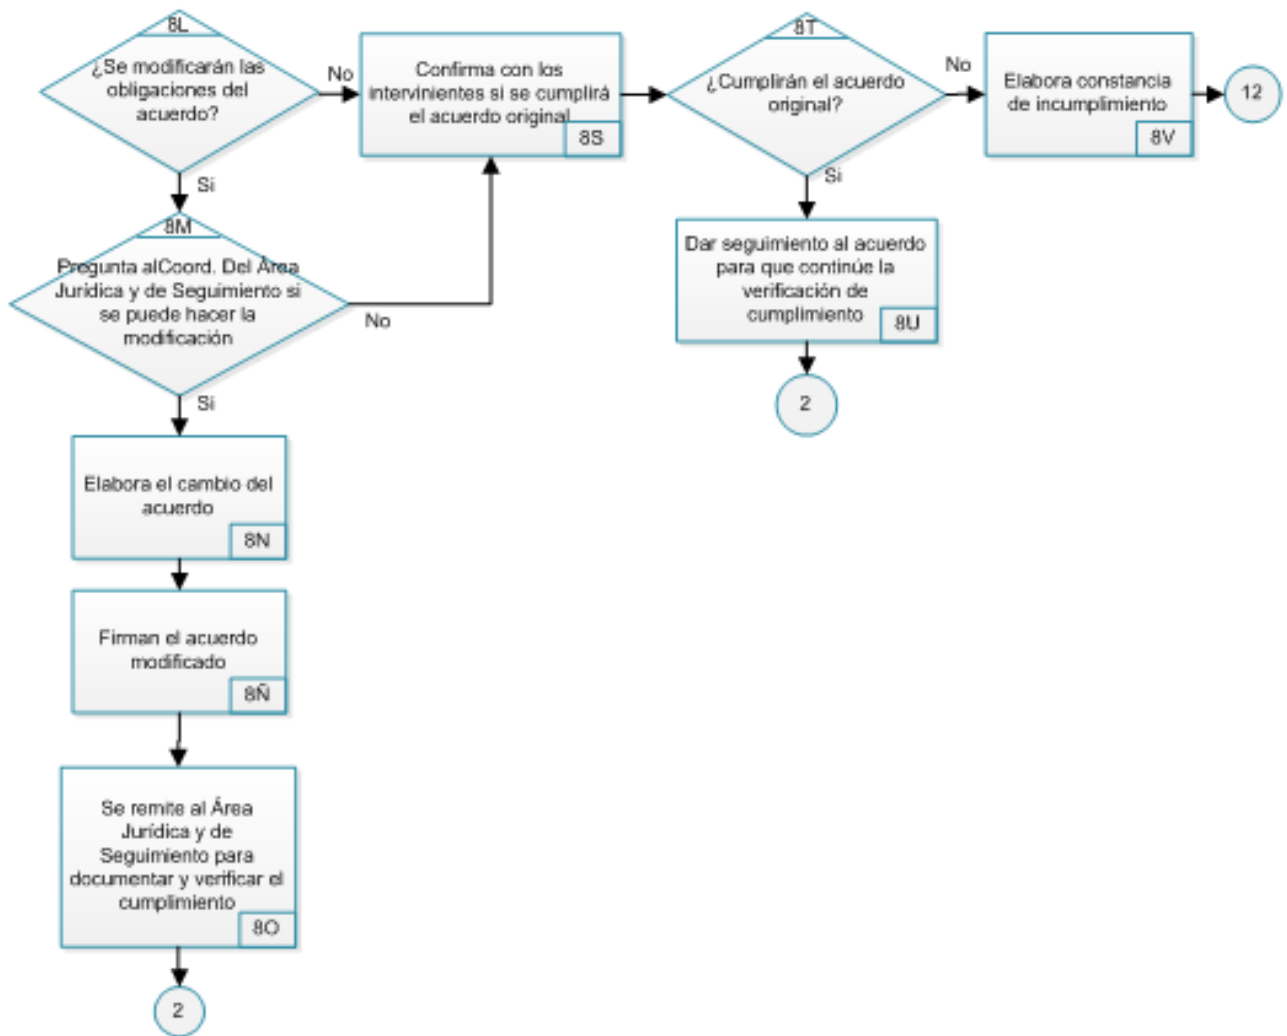 8L
¿Se modificarán las
obligaciones del
acuerdo?
No
Confirma con los
intervinientes si se cumplirá
el acuerdo original
8S
8T
¿Cumplirán el acuerdo
original?
No
Elabora constancia
de incumplimiento
8V
12
Si
8M
Pregunta alCoord. Del Área
Jurídica y de Seguimiento si
se puede hacer la
modificación
No
Si
Dar seguimiento al acuerdo
para que continúe la
verificación de
cumplimiento
8U
2
Si
Elabora el cambio del
acuerdo
8N
Firman el acuerdo
modificado
8Ñ
Se remite al Área
Jurídica y de
Seguimiento para
documentar y verificar el
cumplimiento
8O
2